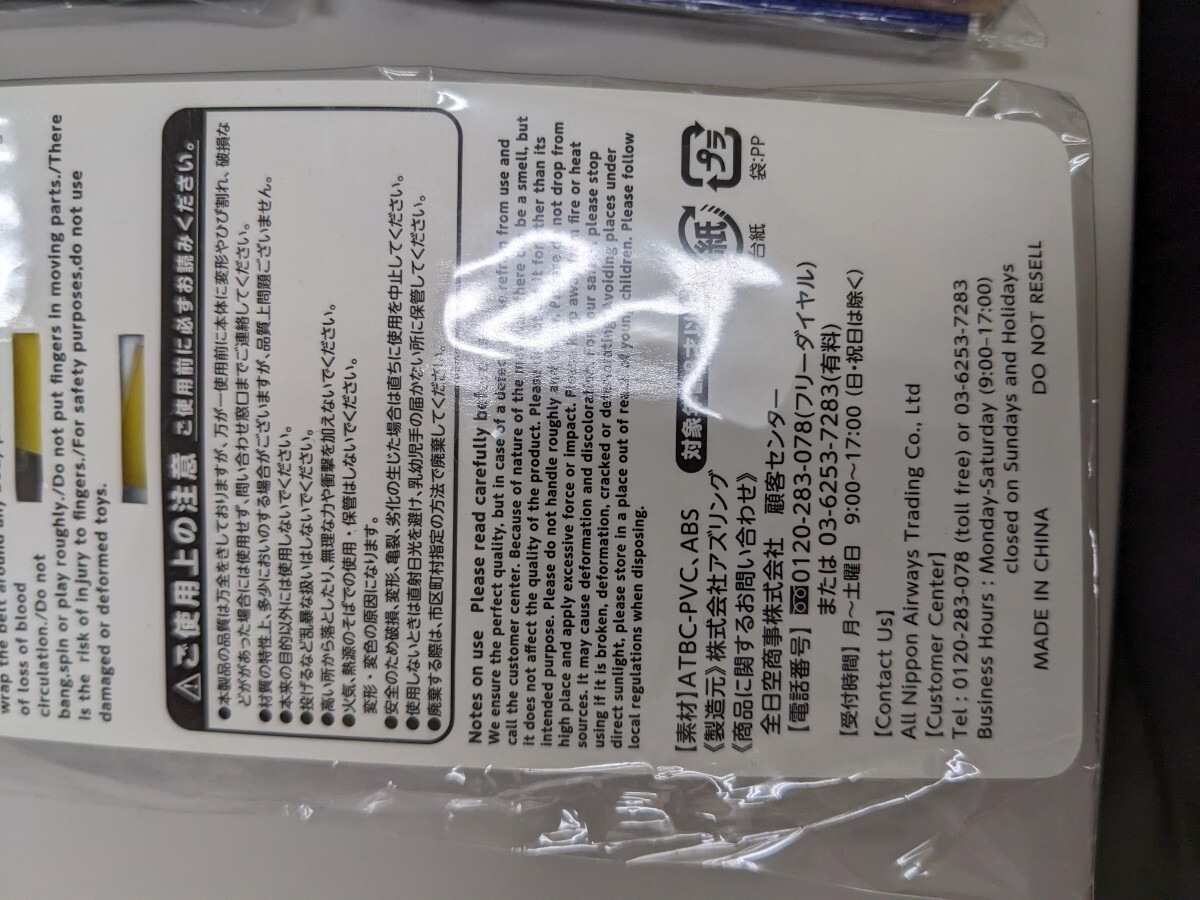 wrap the belt around any
of loss of blood
circulation./Do not
bang.spin or play roughly./Do not put fingers in moving parts./There
is the risk of injury to fingers./For safety purposes,do not use
damaged or deformed toys.
ご使用上の注意 ご使用前に必ずお読みください。
●本製品の品質は万全をきしておりますが、万が一使用前に本体に変形やひび割れ、破損な
どががあった場合には使用せず、問い合わせ窓口までご連絡してください。
●材質の特性上、多少においのする場合がございますが、品質上問題ございません。
●本来の目的以外には使用しないでください。
●投げるなど乱暴な扱いはしないでください。
●高い所から落としたり、無理な力や衝撃を加えないでください。
●火気、熱源のそばでの使用・保管はしないでください。
変形・変色の原因になります。
●安全のため破損、変形、亀裂、劣化の生じた場合は直ちに使用を中止してください。
●使用しないときは直射日光を避け、乳幼児手の届かない所に保管してください。
●廃棄する際は、市区町村指定の方法で廃棄してください。
Notes on use Please read carefully
We ensure the perfect quality, but in case of a refrain from use and
call the customer center. Because of nature of the there be a smell, but
it does not affect the quality of the product. Please for other than its
intended purpose. Please do not handle roughly not drop from
high place and apply excessive force or impact. fire or heat
sources. It may cause deformation and discoloration. please stop
using if it is broken, deformation, cracked or avoiding places under
direct sunlight, please store in a place out of reach of young children. Please follow
local regulations when disposing.
紙
プラ
台紙
袋:PP
【素材】ATBC-PVC、ABS
《製造元》株式会社アズリング
《商品に関するお問い合わせ》
全日空商事株式会社 顧客センター
【電話番号】0120-283-078(フリーダイヤル)
または 03-6253-7283(有料)
【受付時間】月～土曜日 9:00～17:00 (日・祝日は除く)
【Contact Us】
All Nippon Airways Trading Co., Ltd
【Customer Center】
Tel : 0120-283-078 (toll free) or 03-6253-7283
Business Hours : Monday-Saturday (9:00-17:00)
closed on Sundays and Holidays
MADE IN CHINA DO NOT RESELL